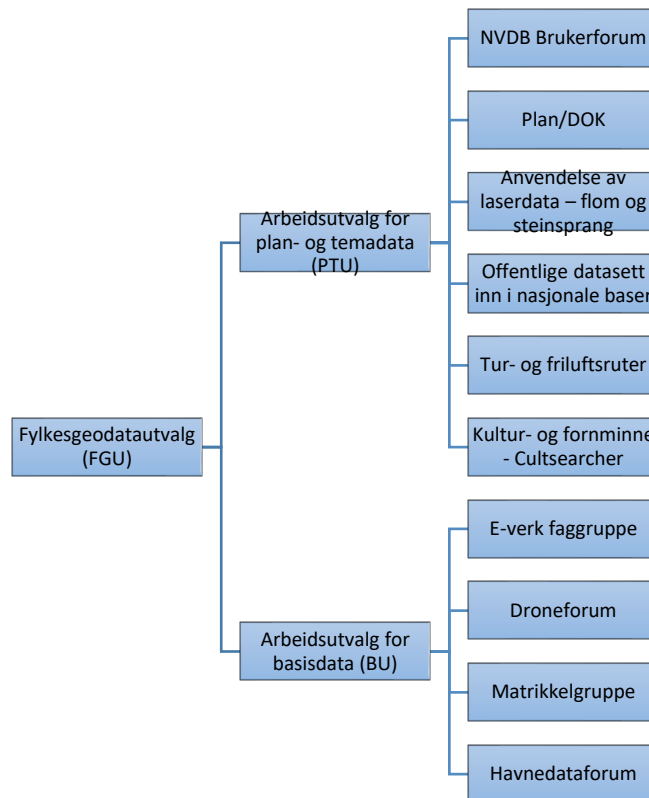 NVDB Brukerforum
Plan/DOK
Anvendelse av
laserdata – flom og
steinsprang
Arbeidsutvalg for
plan- og temadata
(PTU)
Offentlige datasett
inn i nasjonale baser
Tur- og friluftsruter
Fylkesgeodatautvalg
(FGU)
Kultur- og fornminne
- Cultsearcher
E-verk faggruppe
Droneforum
Arbeidsutvalg for
basisdata (BU)
Matrikkelgruppe
Havnedataforum